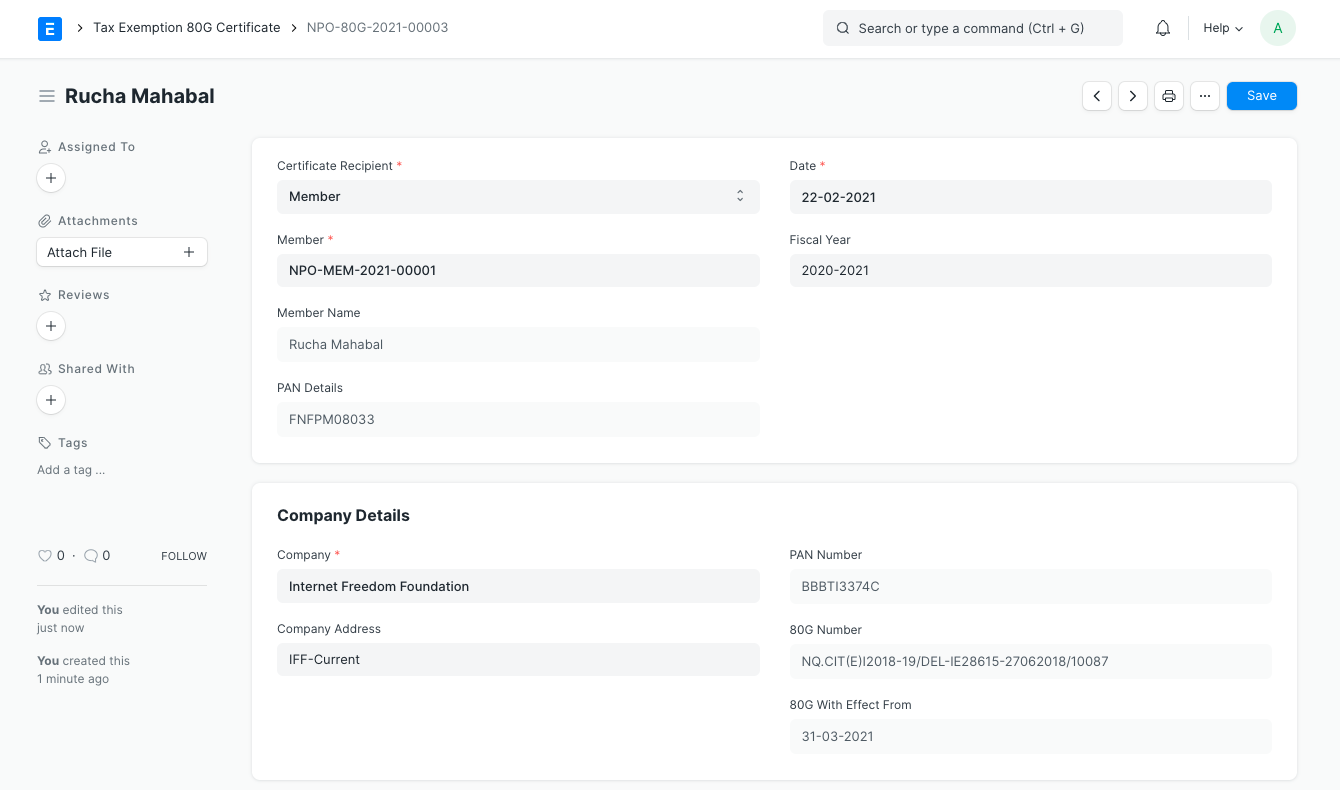 E Tax Exemption 80G Certificate NPO-80G-2021-00003 Search or type a command (Ctrl + G) Help A
Rucha Mahabal Save
Assigned To
Attachments
Attach File
Reviews
Shared With
Tags
Add a tag ...
0 · 0 FOLLOW
You edited this
just now
You created this
1 minute ago
Certificate Recipient *
Member
Member *
NPO-MEM-2021-00001
Member Name
Rucha Mahabal
PAN Details
FNFPM08033
Date *
22-02-2021
Fiscal Year
2020-2021
Company Details
Company *
Internet Freedom Foundation
Company Address
IFF-Current
PAN Number
BBBTI3374C
80G Number
NQ.CIT(E)I2018-19/DEL-IE28615-27062018/10087
80G With Effect From
31-03-2021